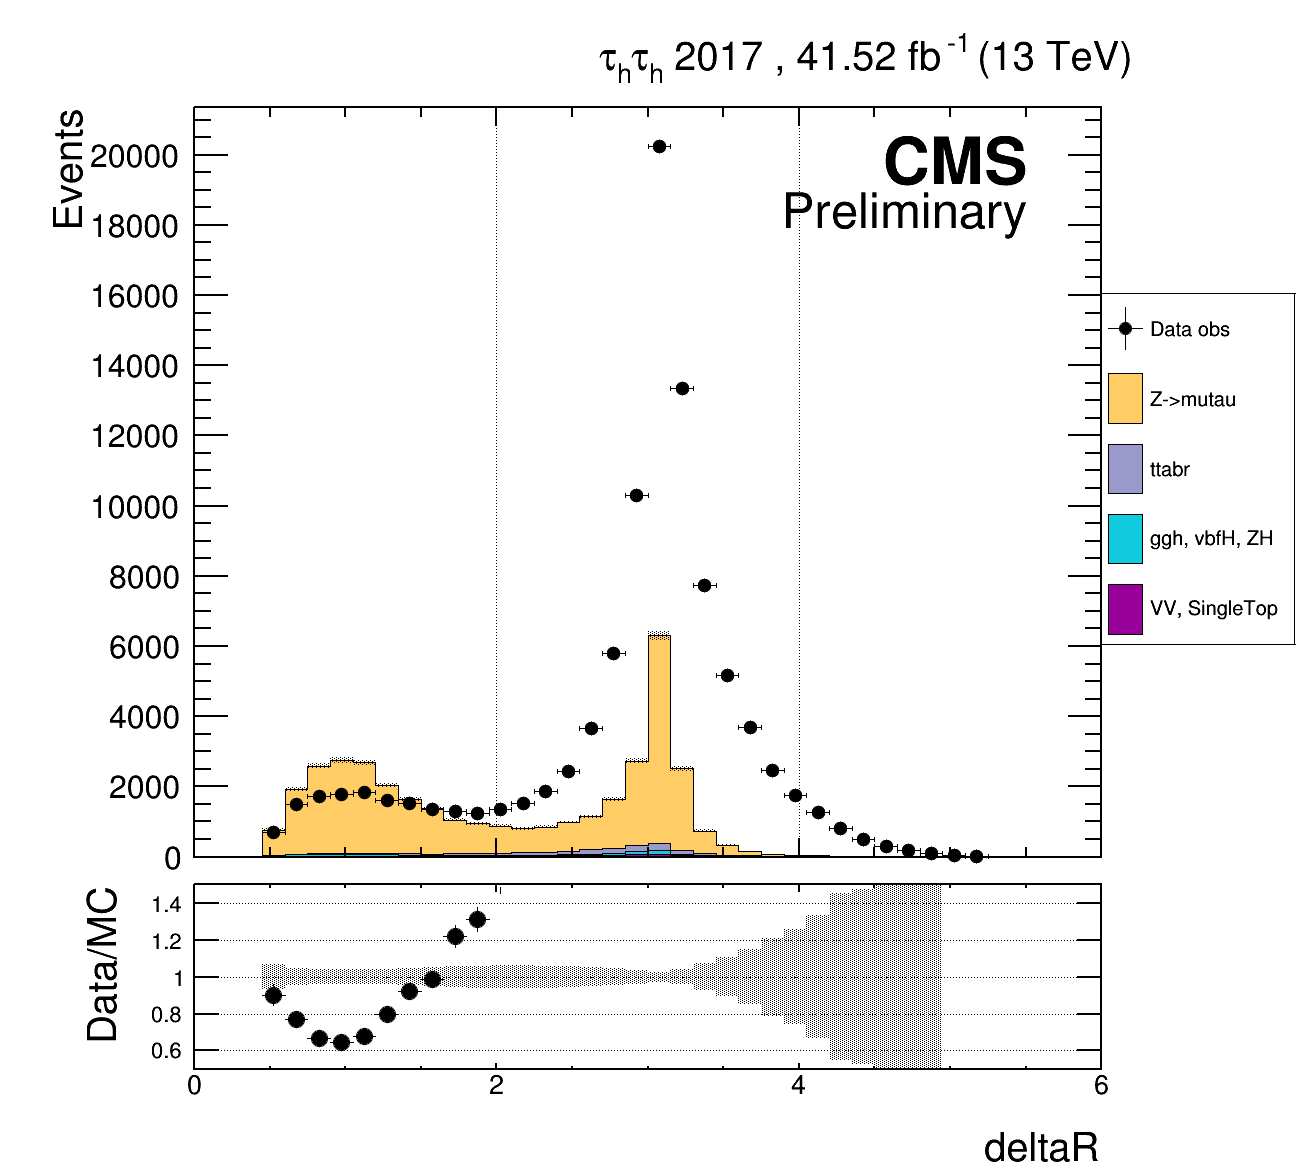 τhτh 2017 , 41.52 fb-1 (13 TeV)
Events
20000
18000
16000
14000
12000
10000
8000
6000
4000
2000
0
CMS
Preliminary
Data obs
Z->mutau
ttabr
ggh, vbfH, ZH
VV, SingleTop
Data/MC
1.4
1.2
1
0.8
0.6
0 2 4 6
deltaR